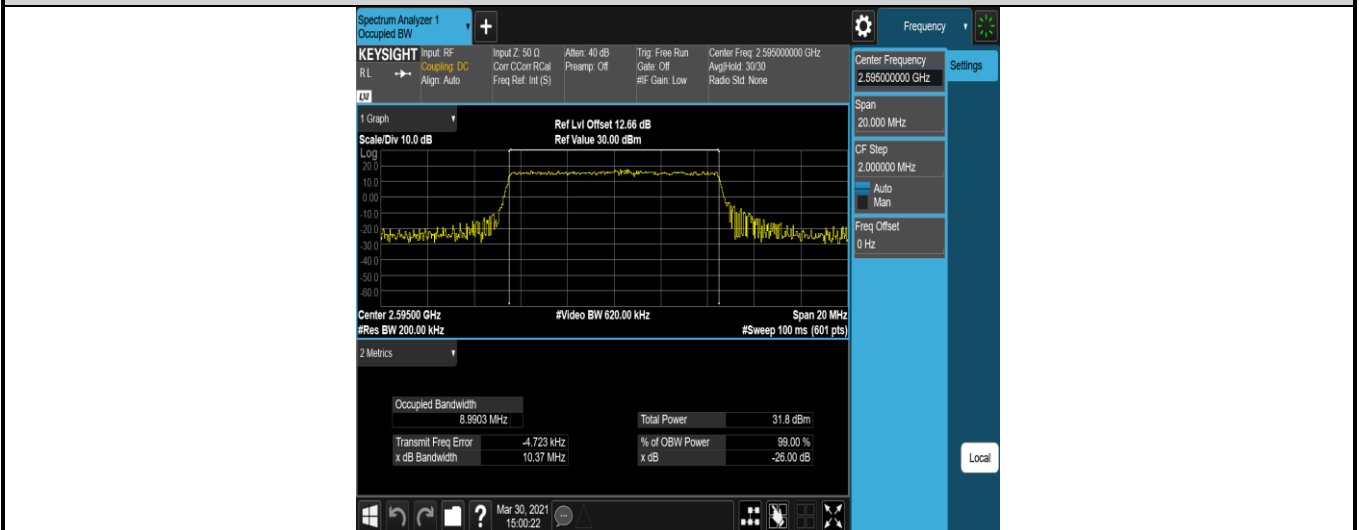 Spectrum Analyzer 1
Occupied BW
+
Frequency
KEYSIGHT
Input: RF
Coupling: DC
Align: Auto
RL
LXI
Input Z: 50 Ω
Corr CCorr RCal
Freq Ref: Int (S)
Atten: 40 dB
Preamp: Off
Trig: Free Run
Gate: Off
#IF Gain: Low
Center Freq: 2.595000000 GHz
Avg|Hold: 30/30
Radio Std: None
Center Frequency
2.595000000 GHz
Settings
Span
20.000 MHz
CF Step
2.000000 MHz
Auto
Man
Freq Offset
0 Hz
1 Graph
Scale/Div 10.0 dB
Ref Lvl Offset 12.66 dB
Ref Value 30.00 dBm
Log
20.0
10.0
0.00
-10.0
-20.0
-30.0
-40.0
-50.0
-60.0
Center 2.59500 GHz
#Video BW 620.00 kHz
Span 20 MHz
#Res BW 200.00 kHz
#Sweep 100 ms (601 pts)
2 Metrics
Occupied Bandwidth
8.9903 MHz
Total Power 31.8 dBm
Transmit Freq Error -4.723 kHz
% of OBW Power 99.00 %
x dB Bandwidth 10.37 MHz
x dB -26.00 dB
Local
?
Mar 30, 2021
15:00:22